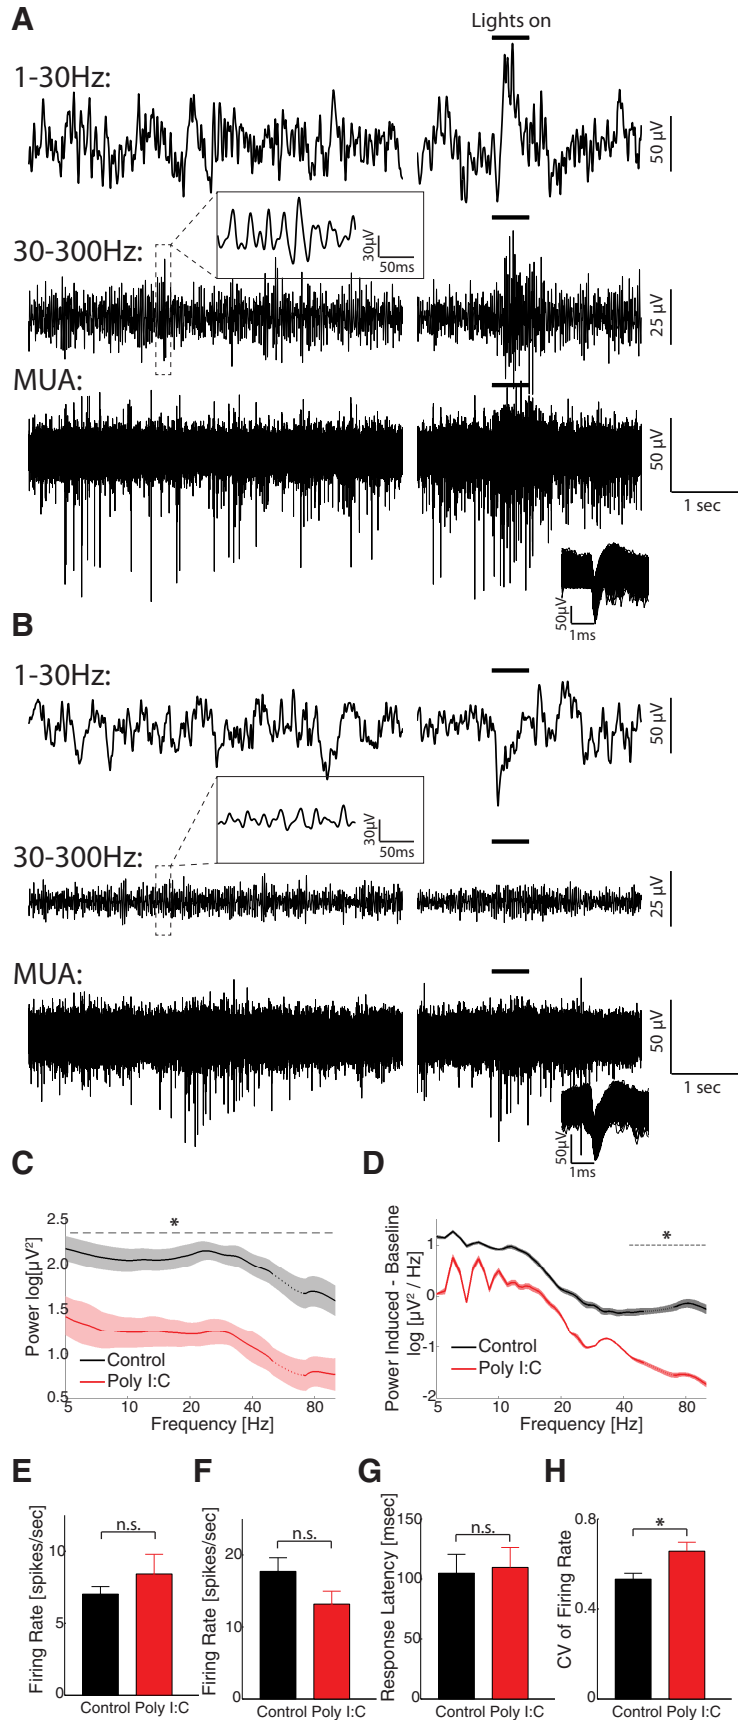 A
Lights on
1-30Hz:
50 µV
30-300Hz:
30µV
50ms
25 µV
MUA:
50 µV
1 sec
50µV
1ms
B
1-30Hz:
50 µV
30µV
50ms
30-300Hz:
25 µV
MUA:
50 µV
1 sec
50µV
1ms
C
2.5
2.0
1.5
1.0
0.5
Power log[µV²]
*
Control
Poly I:C
5 10 20 40 80
Frequency [Hz]
D
1
0
-1
-2
Power Induced - Baseline
log [µV² / Hz]
*
Control
Poly I:C
5 10 20 40 80
Frequency [Hz]
E
Firing Rate [spikes/sec]
10
5
0
n.s.
Control Poly I:C
F
Firing Rate [spikes/sec]
20
10
0
n.s.
Control Poly I:C
G
Response Latency [msec]
150
100
50
0
n.s.
Control Poly I:C
H
CV of Firing Rate
0.8
0.4
0
*
Control Poly I:C